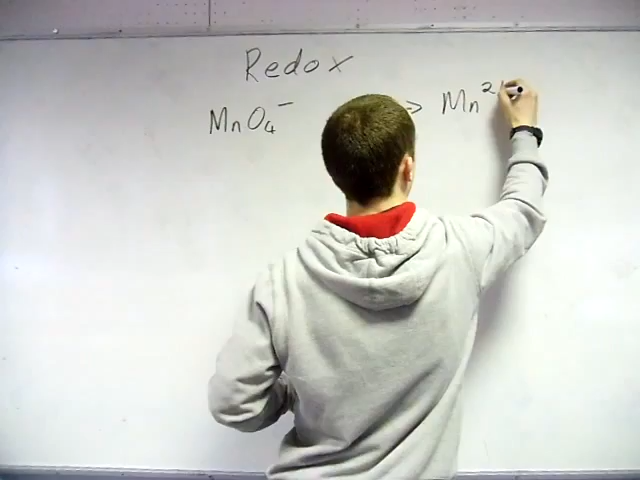 Redox
MnO₄⁻ → Mn²